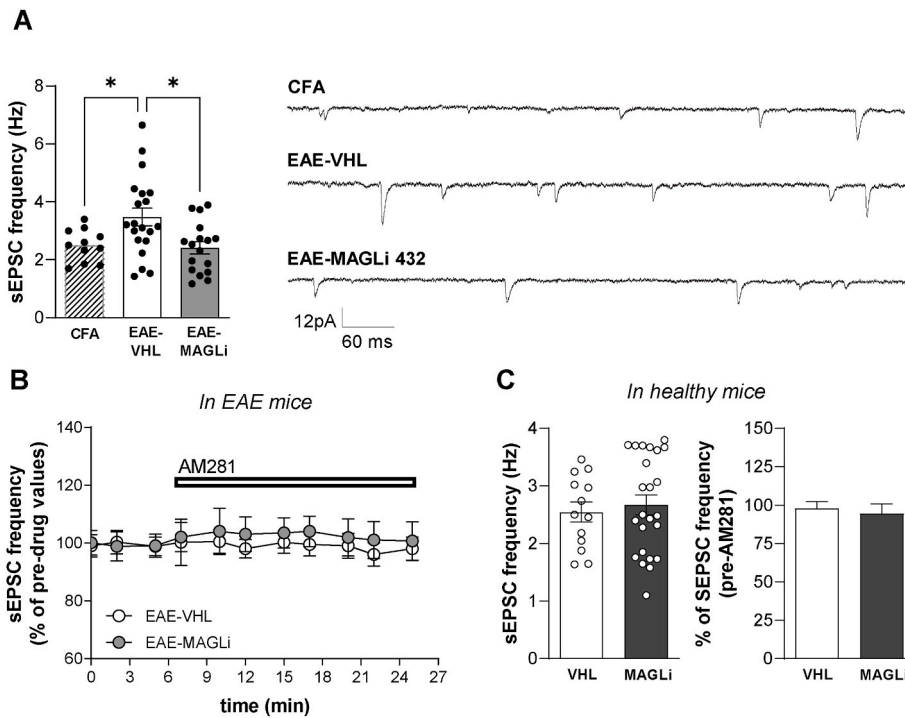 A
sEPSC frequency (Hz)
8
6
4
2
0
* *
CFA
EAE-
VHL
EAE-
MAGLi
CFA
EAE-VHL
EAE-MAGLi 432
12pA
60 ms
B
In EAE mice
sEPSC frequency
(% of pre-drug values)
140
120
100
80
60
AM281
EAE-VHL
EAE-MAGLi
0 3 6 9 12 15 18 21 24 27
time (min)
C
In healthy mice
sEPSC frequency (Hz)
4
3
2
1
0
VHL MAGLi
% of SEPSC frequency
(pre-AM281)
150
125
100
75
50
25
0
VHL MAGLi